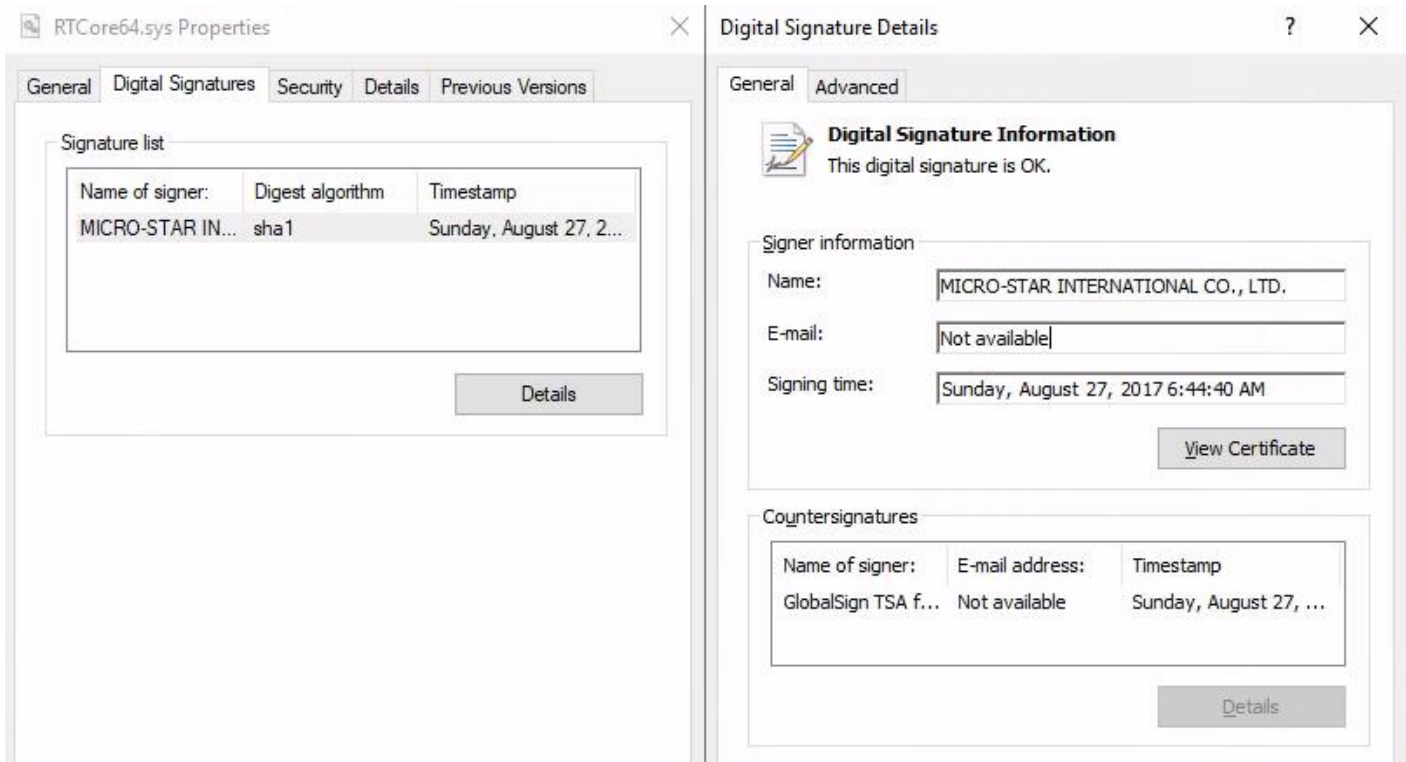 RTCore64.sys Properties
General Digital Signatures Security Details Previous Versions
Signature list
Name of signer: Digest algorithm Timestamp
MICRO-STAR IN... sha1 Sunday, August 27, 2...
Details
Digital Signature Details
General Advanced
Digital Signature Information
This digital signature is OK.
Signer information
Name: MICRO-STAR INTERNATIONAL CO., LTD.
E-mail: Not available
Signing time: Sunday, August 27, 2017 6:44:40 AM
View Certificate
Countersignatures
Name of signer: E-mail address: Timestamp
GlobalSign TSA f... Not available Sunday, August 27, ...
Details